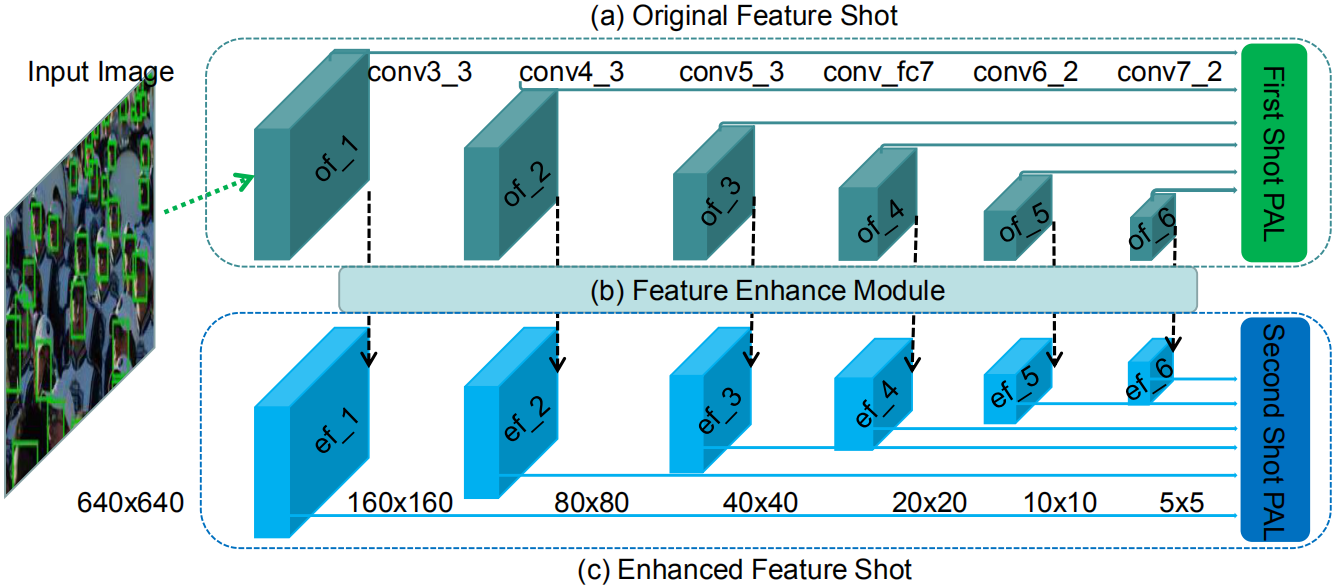 (a) Original Feature Shot
Input Image
conv3_3 conv4_3 conv5_3 conv_fc7 conv6_2 conv7_2
First Shot PAL
of_1 of_2 of_3 of_4 of_5 of_6
(b) Feature Enhance Module
ef_1 ef_2 ef_3 ef_4 ef_5 ef_6
Second Shot PAL
640x640 160x160 80x80 40x40 20x20 10x10 5x5
(c) Enhanced Feature Shot